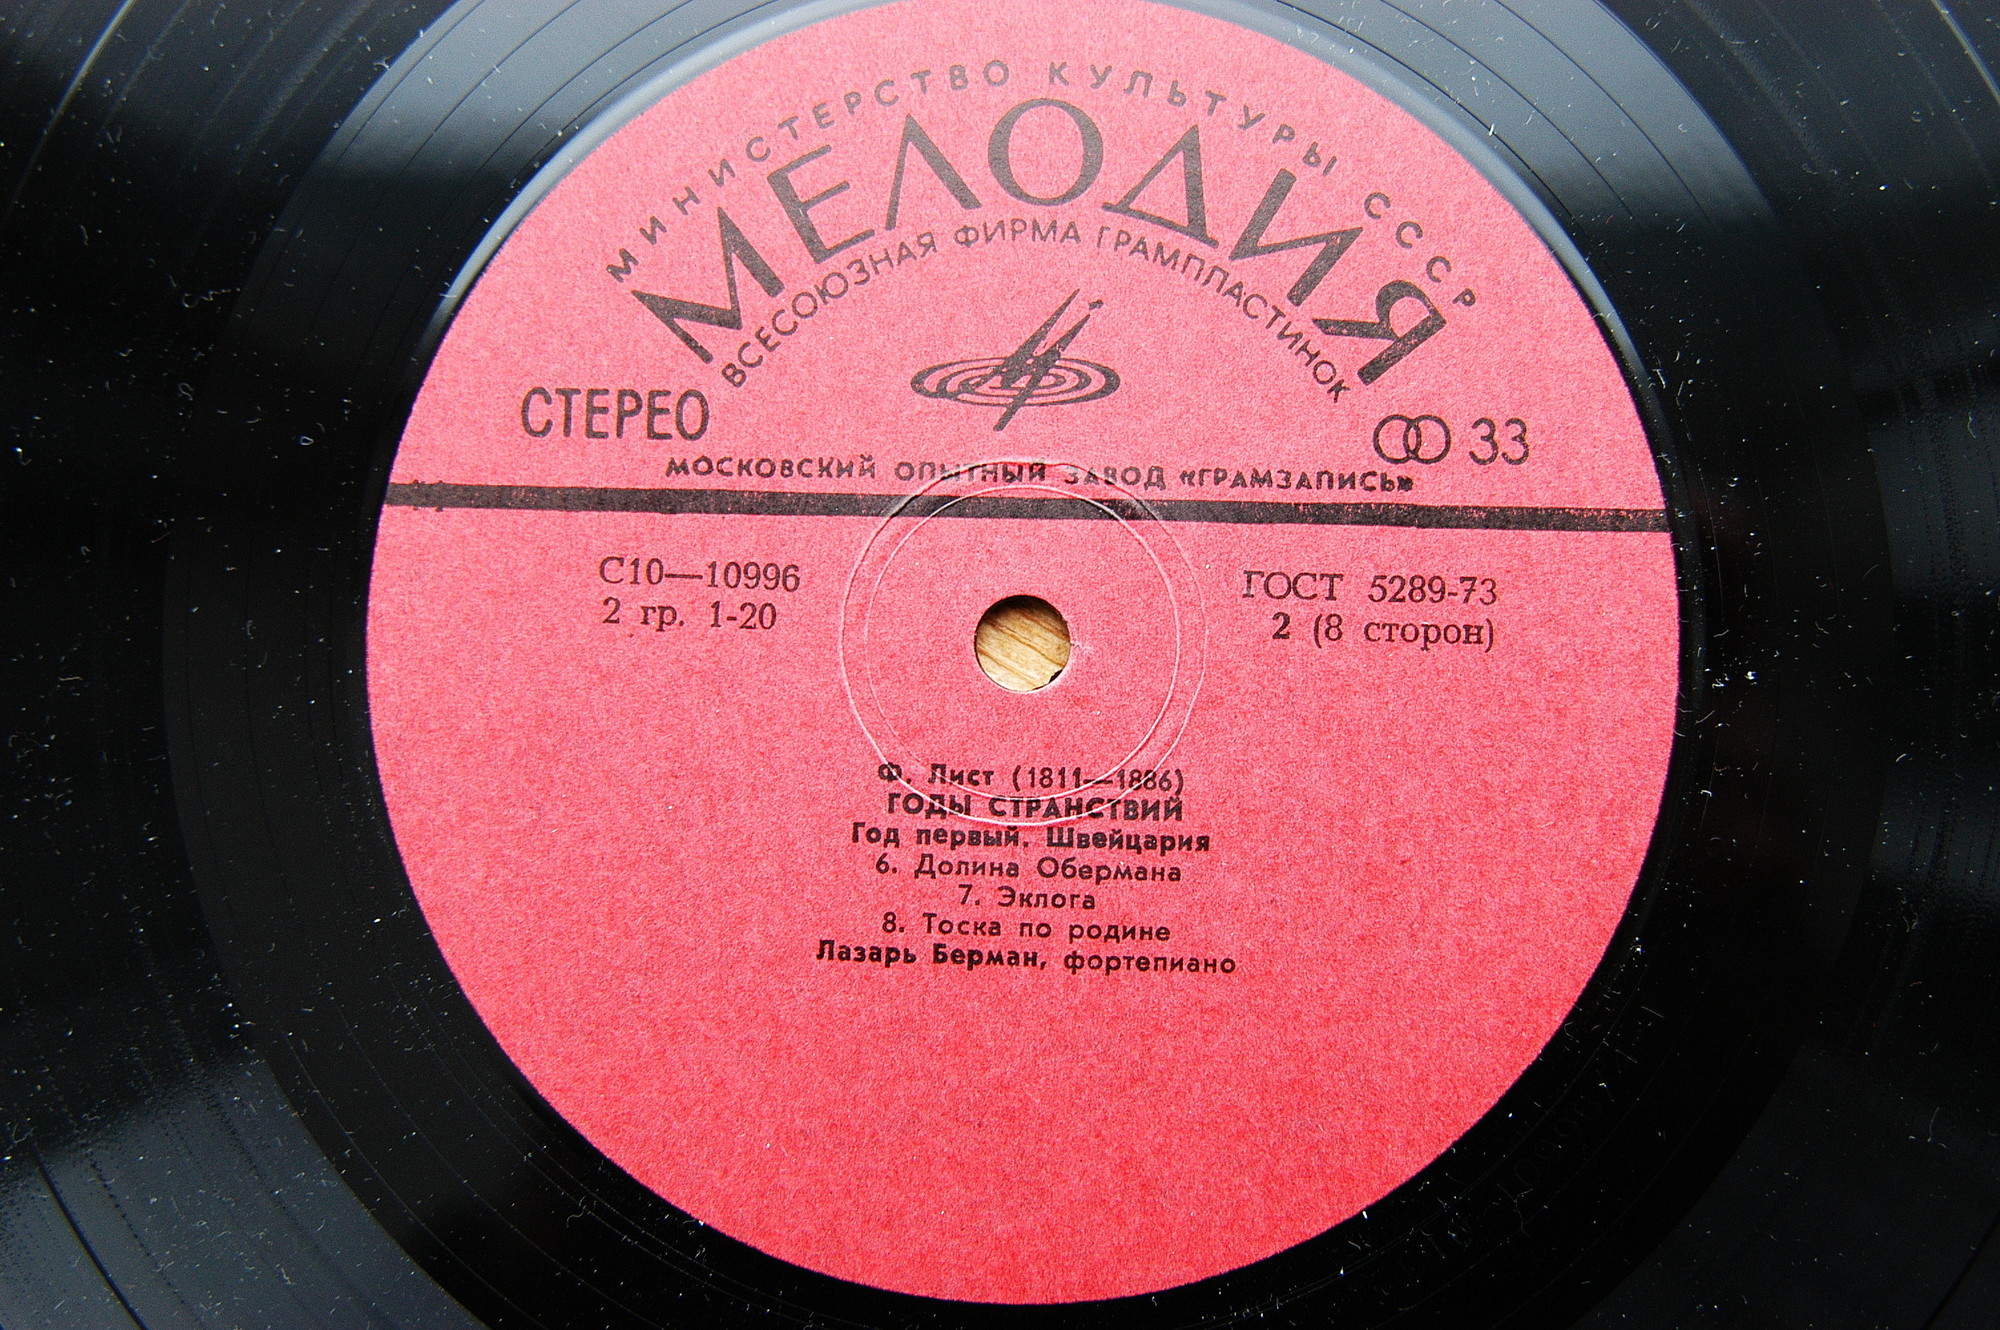 МИНИСТЕРСТВО КУЛЬТУРЫ СССР
МЕЛОДИЯ
ВСЕСОЮЗНАЯ ФИРМА ГРАМПЛАСТИНОК
СТЕРЕО
33
МОСКОВСКИЙ ОПЫТНЫЙ ЗАВОД «ГРАМЗАПИСЬ»
С10—10996
2 гр. 1-20
ГОСТ 5289-73
2 (8 сторон)
Ф. Лист (1811—1886)
ГОДЫ СТРАНСТВИЙ
Год первый. Швейцария
6. Долина Обермана
7. Эклога
8. Тоска по родине
Лазарь Берман, фортепиано